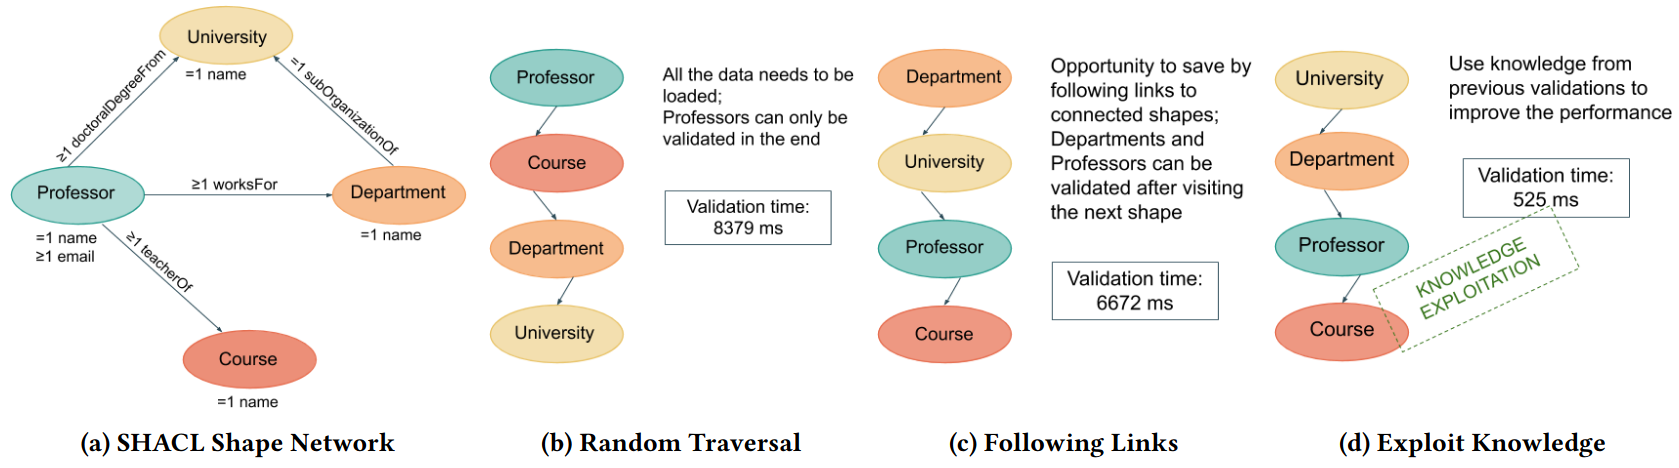 University
=1 name
≥1 doctoralDegreeFrom
=1 subOrganizationOf
Professor
≥1 worksFor
Department
=1 name
≥1 email
=1 name
≥1 teacherOf
Course
=1 name
(a) SHACL Shape Network
Professor
Course
Department
University
All the data needs to be
loaded;
Professors can only be
validated in the end
Validation time:
8379 ms
(b) Random Traversal
Department
University
Professor
Course
Opportunity to save by
following links to
connected shapes;
Departments and
Professors can be
validated after visiting
the next shape
Validation time:
6672 ms
(c) Following Links
University
Department
Professor
Course
Use knowledge from
previous validations to
improve the performance
Validation time:
525 ms
KNOWLEDGE
EXPLOITATION
(d) Exploit Knowledge